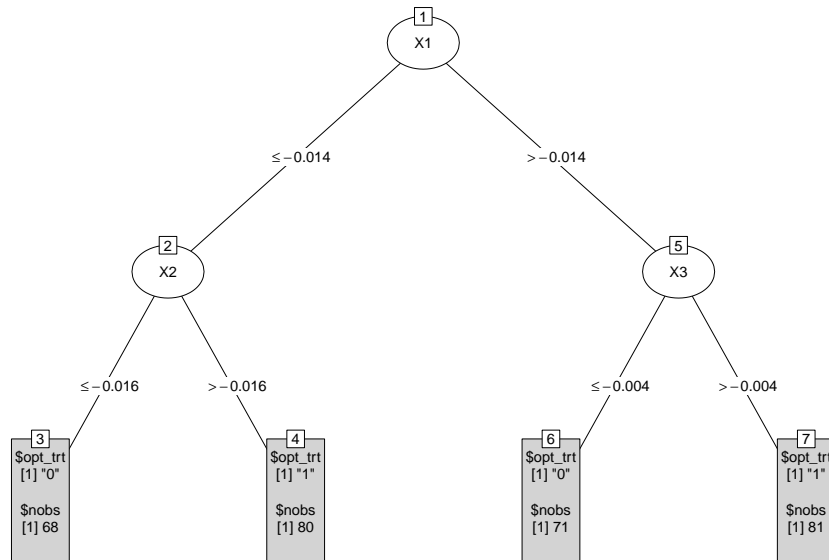 1
X1
≤−0.014
>−0.014
2
X2
5
X3
≤−0.016
>−0.016
≤−0.004
>−0.004
3
$opt_trt
[1] "0"
$nobs
[1] 68
4
$opt_trt
[1] "1"
$nobs
[1] 80
6
$opt_trt
[1] "0"
$nobs
[1] 71
7
$opt_trt
[1] "1"
$nobs
[1] 81